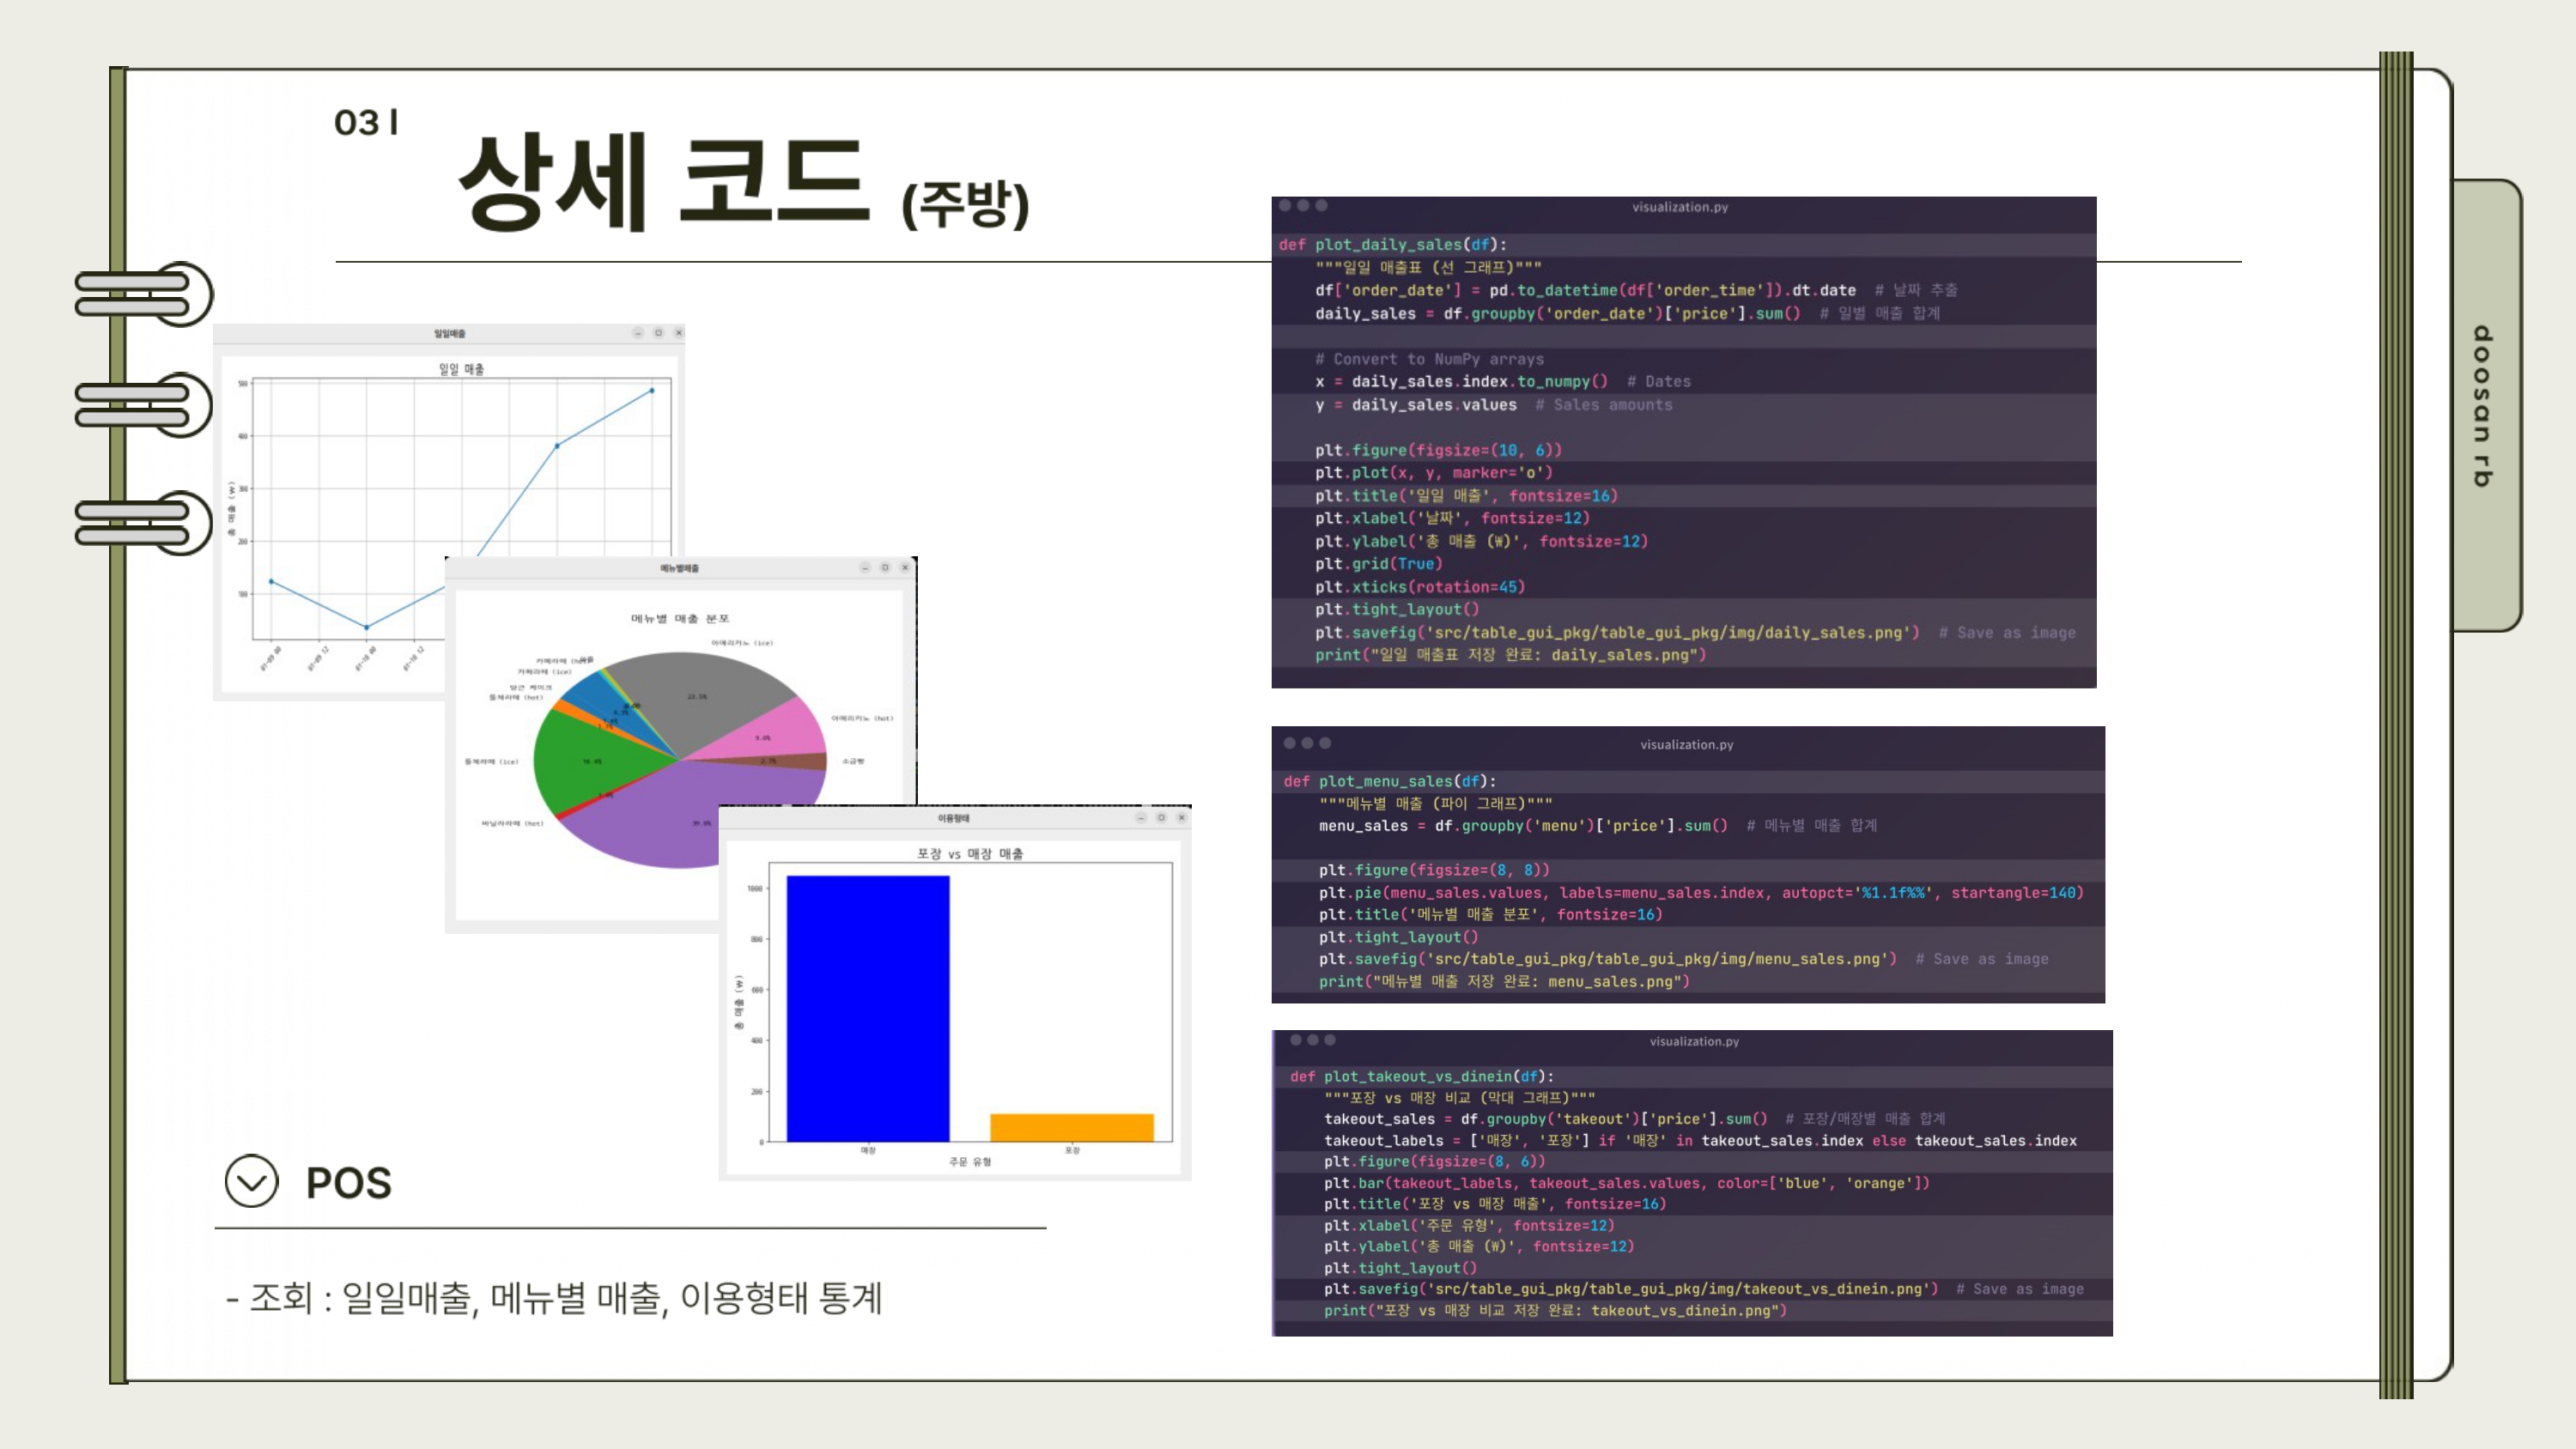 03 |
상세 코드 (주방)
doosan rb
일일매출
일일 매출
총 매출 (₩)
500
400
300
200
100
01-09 00
01-09 12
01-10 00
01-10 12
메뉴별매출
메뉴별 매출 분포
아메리카노 (ice)
아메리카노 (hot)
소금빵
카페라떼 (ice)
당근 케이크
돌체라떼 (hot)
돌체라떼 (ice)
바닐라라떼 (hot)
23.5%
9.0%
2.7%
이용형태
포장 vs 매장 매출
총 매출 (₩)
1000
800
600
400
200
0
매장
포장
주문 유형
POS
- 조회 : 일일매출, 메뉴별 매출, 이용형태 통계
visualization.py
def plot_daily_sales(df):
"""일일 매출표 (선 그래프)"""
df['order_date'] = pd.to_datetime(df['order_time']).dt.date # 날짜 추출
daily_sales = df.groupby('order_date')['price'].sum() # 일별 매출 합계
# Convert to NumPy arrays
x = daily_sales.index.to_numpy() # Dates
y = daily_sales.values # Sales amounts
plt.figure(figsize=(10, 6))
plt.plot(x, y, marker='o')
plt.title('일일 매출', fontsize=16)
plt.xlabel('날짜', fontsize=12)
plt.ylabel('총 매출 (₩)', fontsize=12)
plt.grid(True)
plt.xticks(rotation=45)
plt.tight_layout()
plt.savefig('src/table_gui_pkg/table_gui_pkg/img/daily_sales.png') # Save as image
print("일일 매출표 저장 완료: daily_sales.png")
visualization.py
def plot_menu_sales(df):
"""메뉴별 매출 (파이 그래프)"""
menu_sales = df.groupby('menu')['price'].sum() # 메뉴별 매출 합계
plt.figure(figsize=(8, 8))
plt.pie(menu_sales.values, labels=menu_sales.index, autopct='%1.1f%%', startangle=140)
plt.title('메뉴별 매출 분포', fontsize=16)
plt.tight_layout()
plt.savefig('src/table_gui_pkg/table_gui_pkg/img/menu_sales.png') # Save as image
print("메뉴별 매출 저장 완료: menu_sales.png")
visualization.py
def plot_takeout_vs_dinein(df):
"""포장 vs 매장 비교 (막대 그래프)"""
takeout_sales = df.groupby('takeout')['price'].sum() # 포장/매장별 매출 합계
takeout_labels = ['매장', '포장'] if '매장' in takeout_sales.index else takeout_sales.index
plt.figure(figsize=(8, 6))
plt.bar(takeout_labels, takeout_sales.values, color=['blue', 'orange'])
plt.title('포장 vs 매장 매출', fontsize=16)
plt.xlabel('주문 유형', fontsize=12)
plt.ylabel('총 매출 (₩)', fontsize=12)
plt.tight_layout()
plt.savefig('src/table_gui_pkg/table_gui_pkg/img/takeout_vs_dinein.png') # Save as image
print("포장 vs 매장 비교 저장 완료: takeout_vs_dinein.png")